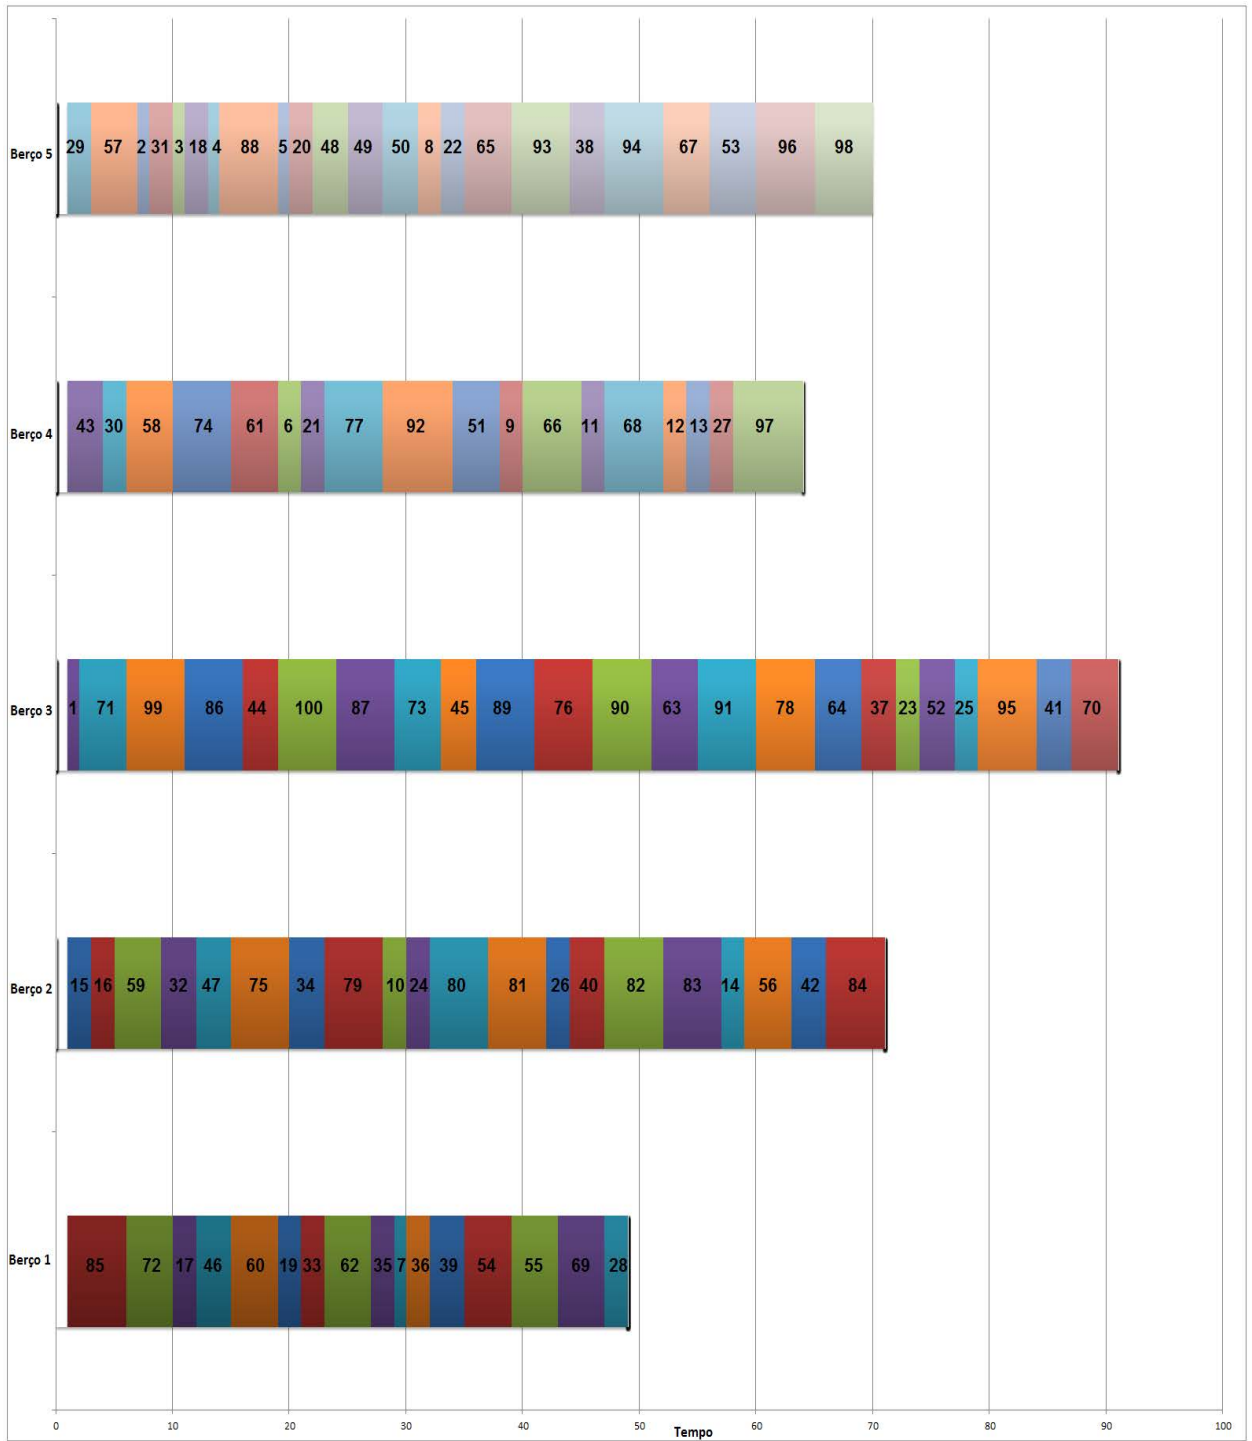 Berço 5 29 57 2 31 3 18 4 88 5 20 48 49 50 8 22 65 93 38 94 67 53 96 98
Berço 4 43 30 58 74 61 6 21 77 92 51 9 66 11 68 12 13 27 97
Berço 3 1 71 99 86 44 100 87 73 45 89 76 90 63 91 78 64 37 23 52 25 95 41 70
Berço 2 15 16 59 32 47 75 34 79 10 24 80 81 26 40 82 83 14 56 42 84
Berço 1 85 72 17 46 60 19 33 62 35 7 36 39 54 55 69 28
0 10 20 30 40 50 60 70 80 90 100
Tempo